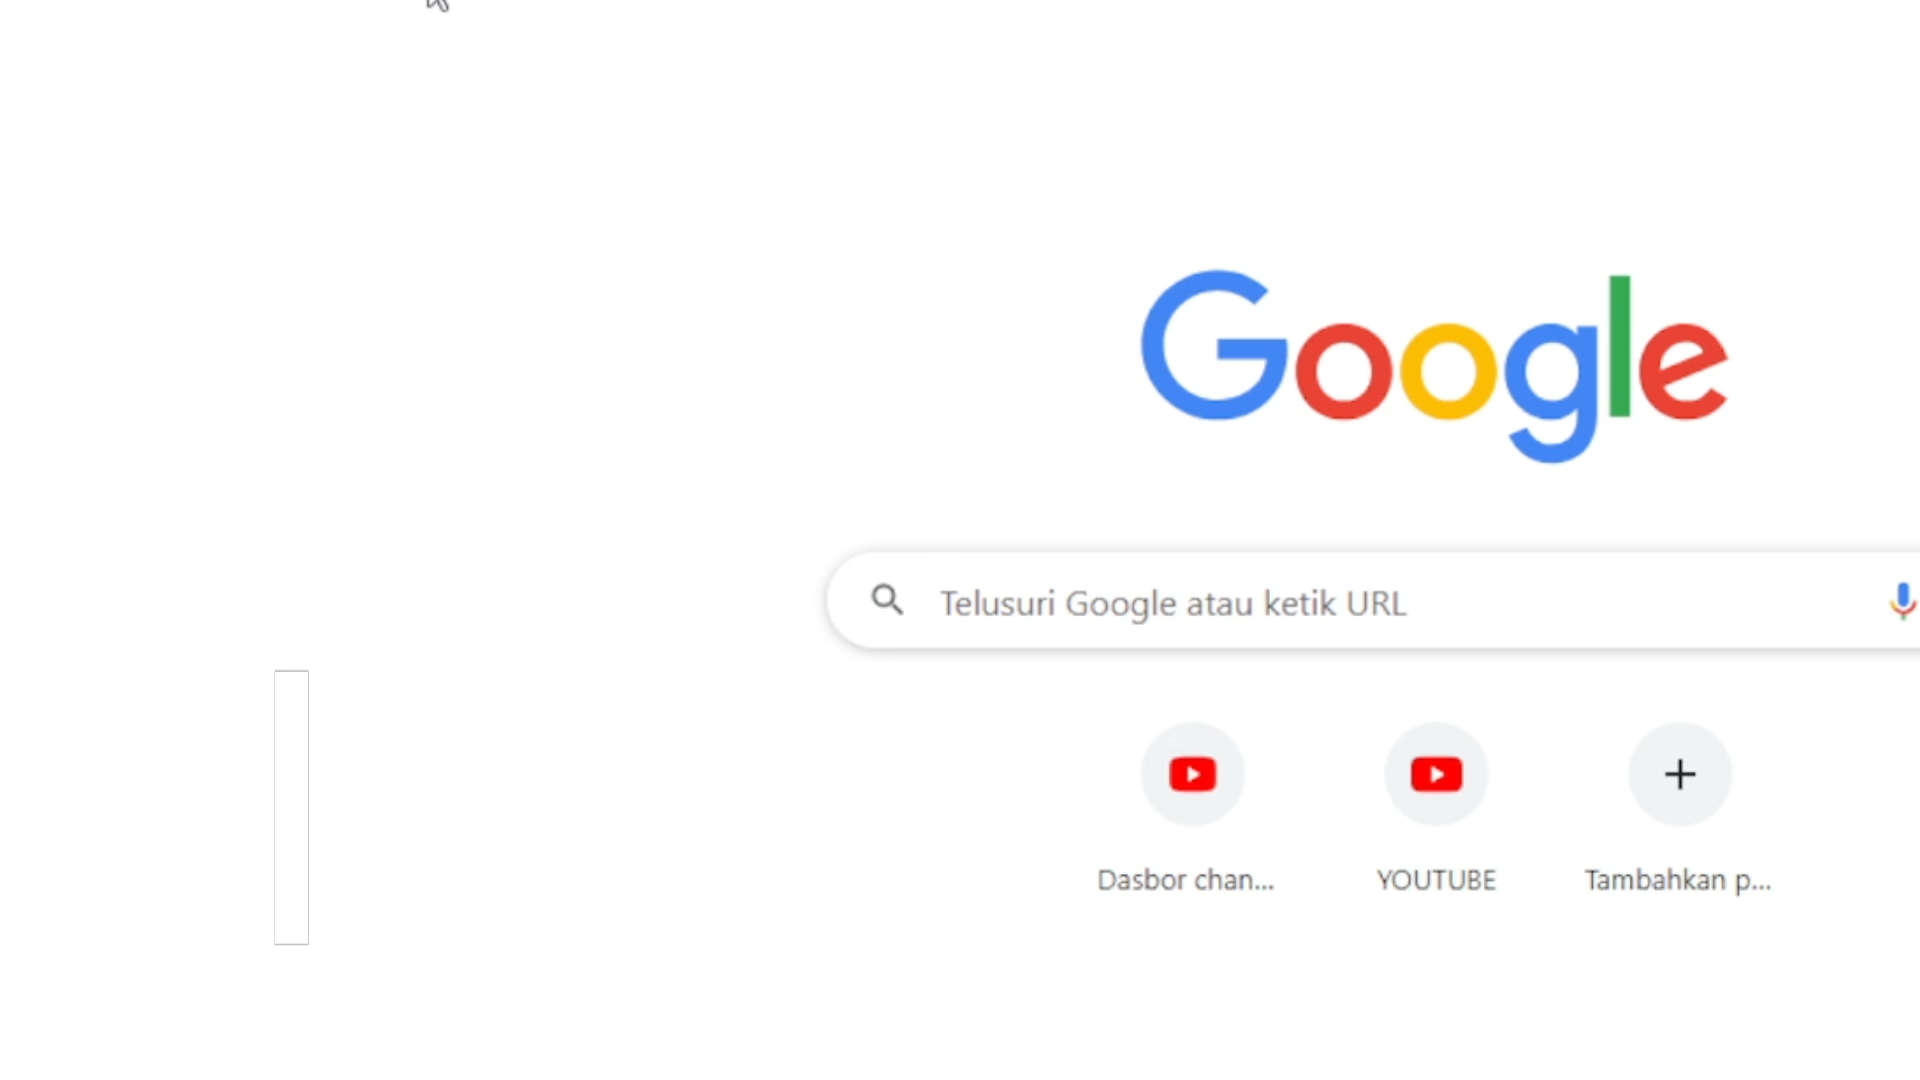 Google
Telusuri Google atau ketik URL
Dasbor chan...
YOUTUBE
Tambahkan p...